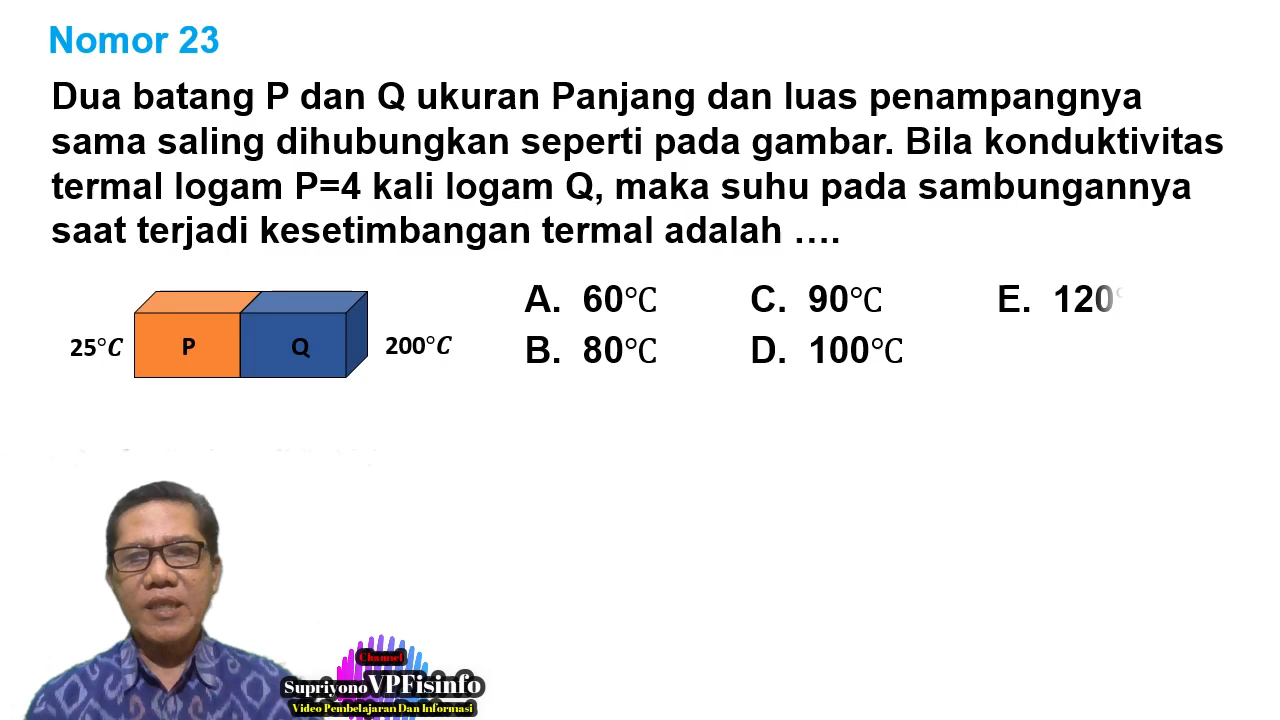 Nomor 23
Dua batang P dan Q ukuran Panjang dan luas penampangnya
sama saling dihubungkan seperti pada gambar. Bila konduktivitas
termal logam P=4 kali logam Q, maka suhu pada sambungannya
saat terjadi kesetimbangan termal adalah ….
A. 60℃ C. 90℃ E. 120°
B. 80℃ D. 100℃
25°C P Q 200°C
Channel
Supriyono VPFisinfo
Video Pembelajaran Dan Informasi